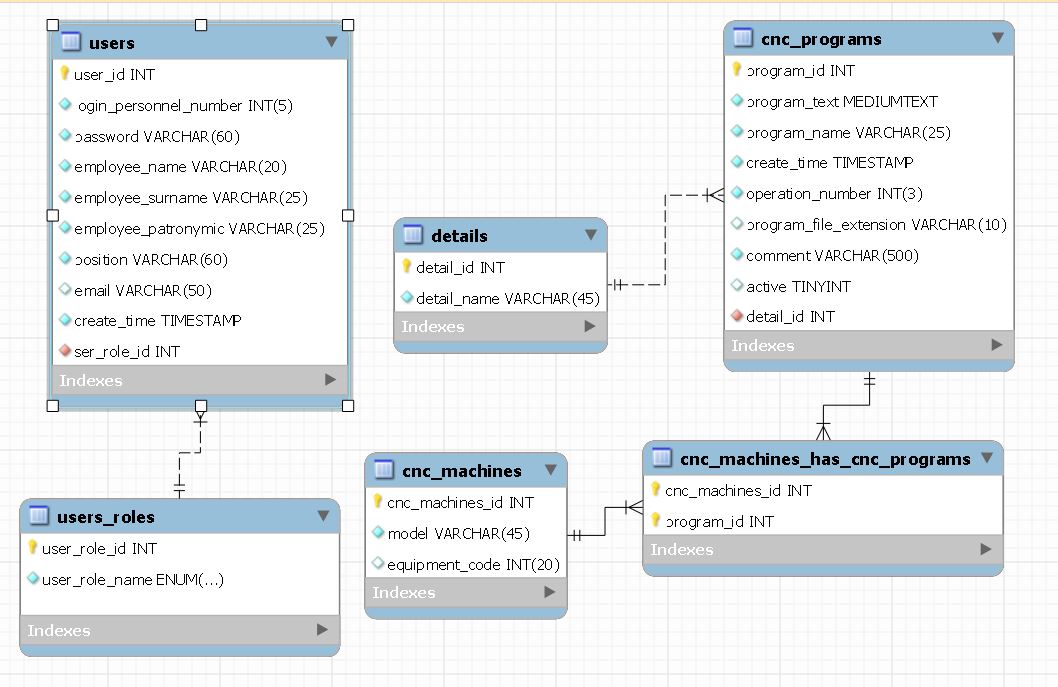 users
user_id INT
ogin_personnel_number INT(5)
password VARCHAR(60)
employee_name VARCHAR(20)
employee_surname VARCHAR(25)
employee_patronymic VARCHAR(25)
position VARCHAR(60)
email VARCHAR(50)
create_time TIMESTAMP
ser_role_id INT
Indexes
users_roles
user_role_id INT
user_role_name ENUM(...)
Indexes
details
detail_id INT
detail_name VARCHAR(45)
Indexes
cnc_machines
cnc_machines_id INT
model VARCHAR(45)
equipment_code INT(20)
Indexes
cnc_programs
program_id INT
program_text MEDIUMTEXT
program_name VARCHAR(25)
create_time TIMESTAMP
operation_number INT(3)
program_file_extension VARCHAR(10)
comment VARCHAR(500)
active TINYINT
detail_id INT
Indexes
cnc_machines_has_cnc_programs
cnc_machines_id INT
program_id INT
Indexes